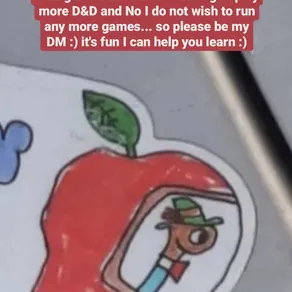 more D&D and No I do not wish to run
any more games... so please be my
DM :) it's fun I can help you learn :)